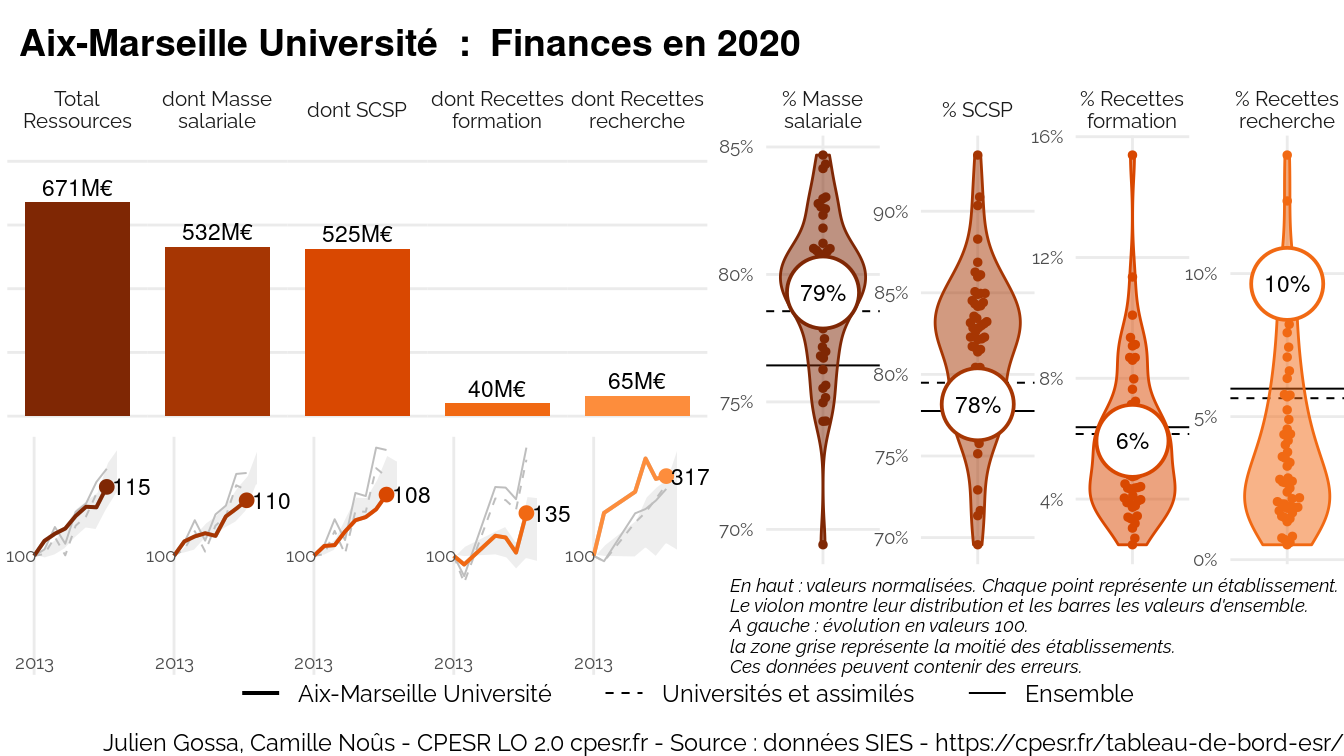 Aix-Marseille Université : Finances en 2020
Total
Ressources
dont Masse
salariale
dont SCSP
dont Recettes
formation
dont Recettes
recherche
671M€
532M€
525M€
40M€
65M€
100
115
2013
100
110
2013
100
108
2013
100
135
2013
100
317
2013
% Masse
salariale
85%
80%
75%
70%
79%
% SCSP
90%
85%
80%
75%
70%
78%
% Recettes
formation
16%
12%
8%
4%
6%
% Recettes
recherche
10%
5%
0%
10%
En haut : valeurs normalisées. Chaque point représente un établissement.
Le violon montre leur distribution et les barres les valeurs d'ensemble.
A gauche : évolution en valeurs 100.
la zone grise représente la moitié des établissements.
Ces données peuvent contenir des erreurs.
Aix-Marseille Université
Universités et assimilés
Ensemble
Julien Gossa, Camille Noûs - CPESR LO 2.0 cpesr.fr - Source : données SIES - https://cpesr.fr/tableau-de-bord-esr/